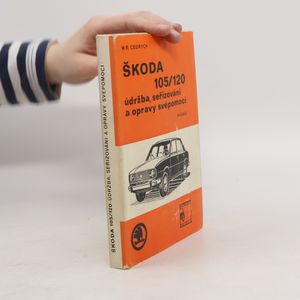 M. R. CEDRYCH
ŠKODA
105/120
údržba, seřizování
a opravy svépomocí
ŠKODA 105/120 ÚDRŽBA, SEŘIZOVÁNÍ A OPRAVY SVÉPOMOCÍ